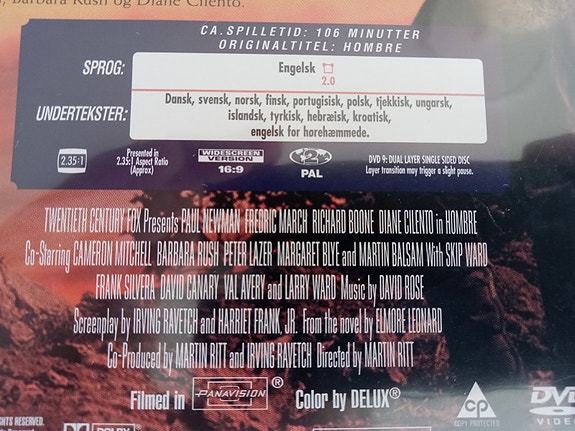 Barbara Rush og Diane Cilento.
CA. SPILLETID: 106 MINUTTER
ORIGINALTITEL: HOMBRE
SPROG: Engelsk
2.0
UNDERTEKSTER: Dansk, svensk, norsk, finsk, portugisisk, polsk, tjekkisk, ungarsk,
islandsk, tyrkisk, hebræisk, kroatisk,
engelsk for hørehæmmede.
2.35:1 Presented in
2.35:1 Aspect Ratio
(Approx)
WIDESCREEN
VERSION
16:9
2
PAL
DVD 9: DUAL LAYER SINGLE SIDED DISC
Layer transition may trigger a slight pause.
TWENTIETH CENTURY FOX Presents PAUL NEWMAN FREDRIC MARCH RICHARD BOONE DIANE CILENTO in HOMBRE
Co-Starring CAMERON MITCHELL BARBARA RUSH PETER LAZER MARGARET BLYE and MARTIN BALSAM With SKIP WARD
FRANK SILVERA DAVID CANARY VAL AVERY and LARRY WARD Music by DAVID ROSE
Screenplay by IRVING RAVETCH and HARRIET FRANK, JR. From the novel by ELMORE LEONARD
Co-Produced by MARTIN RITT and IRVING RAVETCH Directed by MARTIN RITT
Filmed in PANAVISION® Color by DELUX®
CP
COPY PROTECTED
DVD
VIDEO
RIGHTS RESERVED.
DOLBY